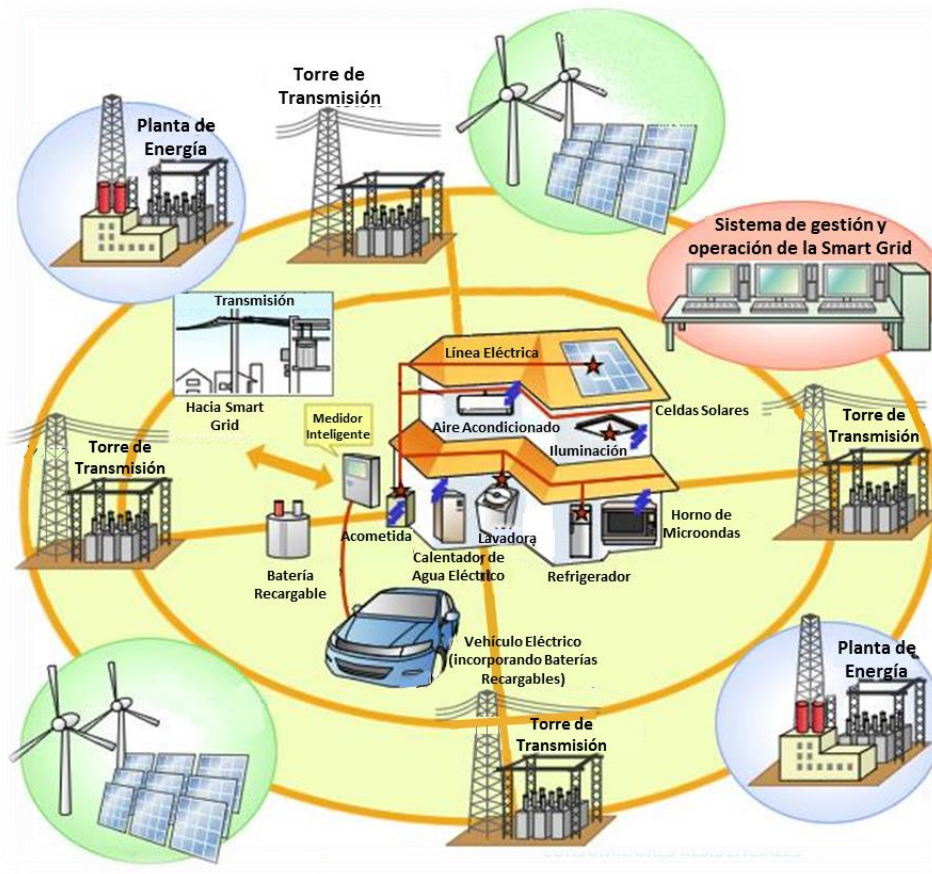 Torre de
Transmisión
Planta de
Energía
Sistema de gestión y
operación de la Smart Grid
Transmisión
Línea Eléctrica
Hacia Smart
Grid
Medidor
Inteligente
Aire Acondicionado
Celdas Solares
Iluminación
Torre de
Transmisión
Torre de
Transmisión
Acometida
Lavadora
Horno de
Microondas
Calentador de
Agua Eléctrico
Refrigerador
Batería
Recargable
Vehículo Eléctrico
(incorporando Baterías
Recargables)
Planta de
Energía
Torre de
Transmisión
CONSUMIDORES RESIDENCIALES